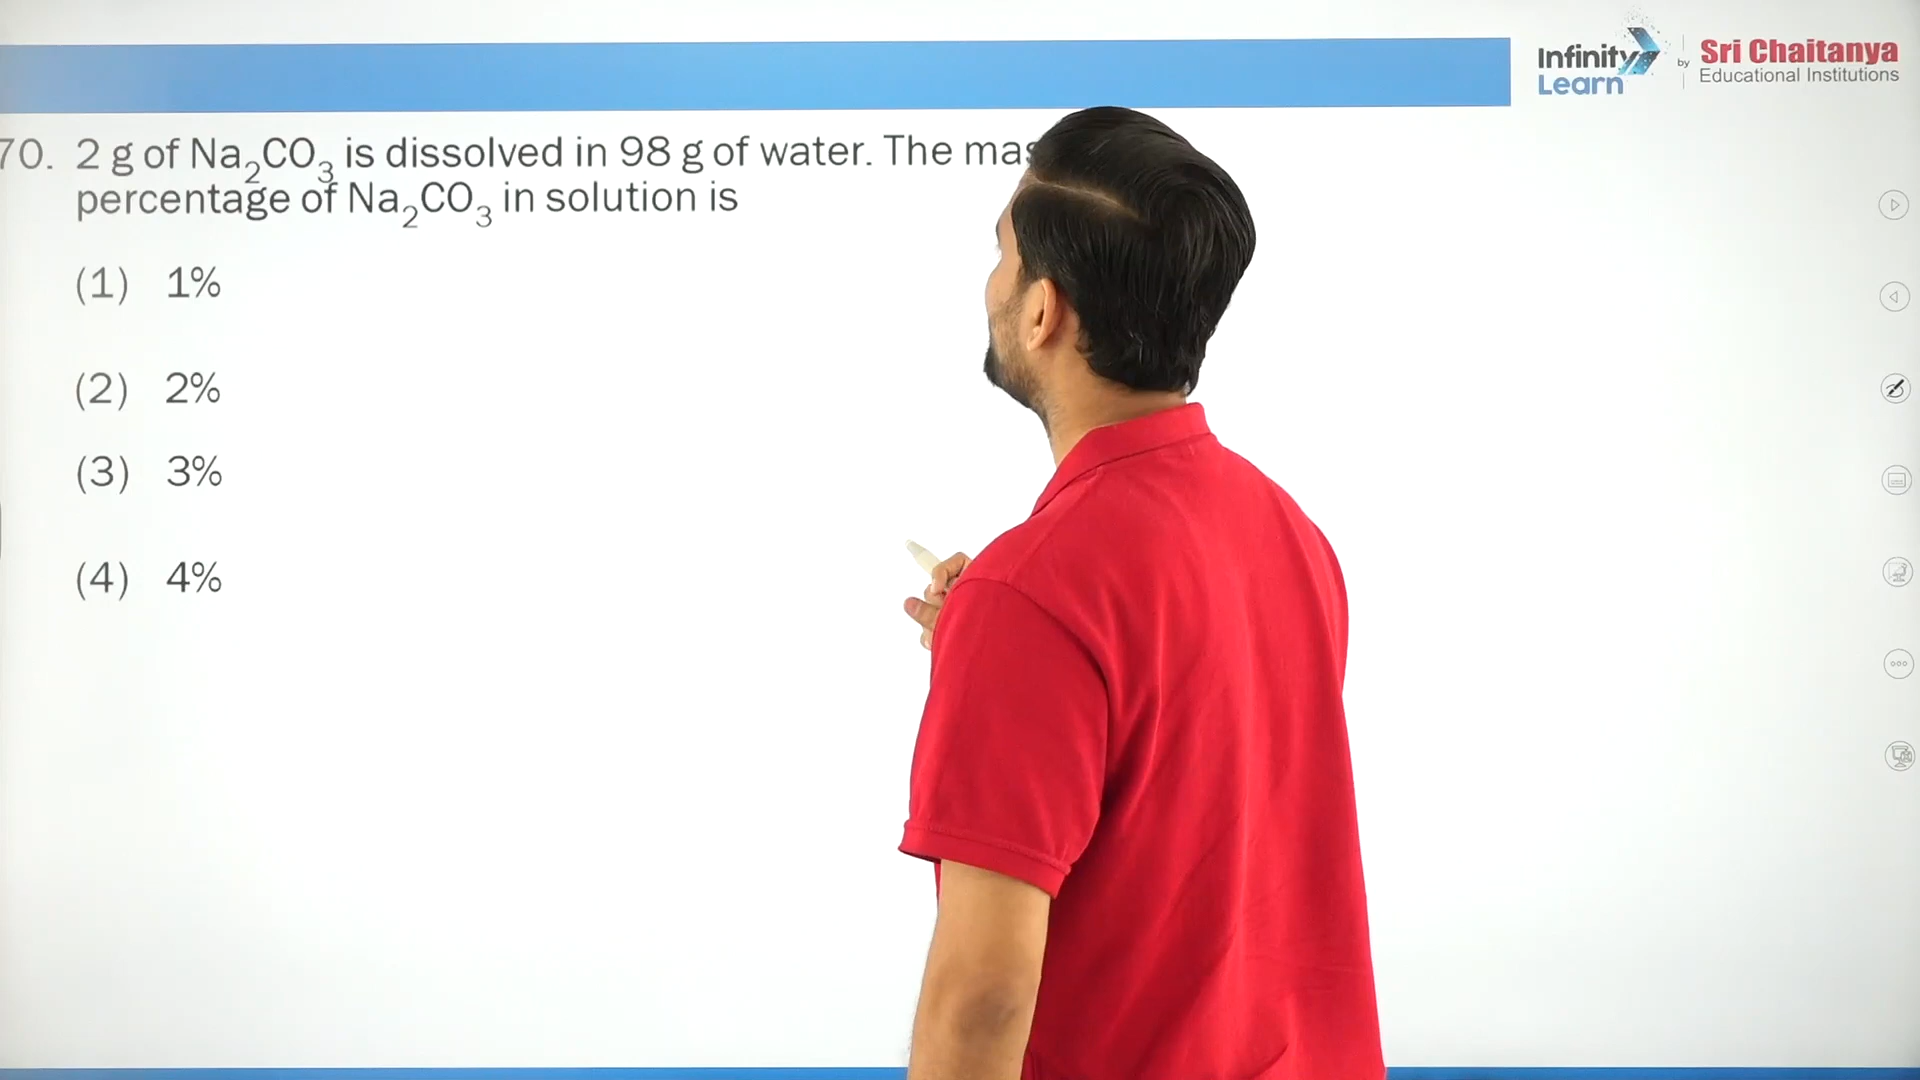 Infinity
Learn
by
Sri Chaitanya
Educational Institutions
70. 2 g of Na₂CO₃ is dissolved in 98 g of water. The
percentage of Na₂CO₃ in solution is
(1) 1%
(2) 2%
(3) 3%
(4) 4%